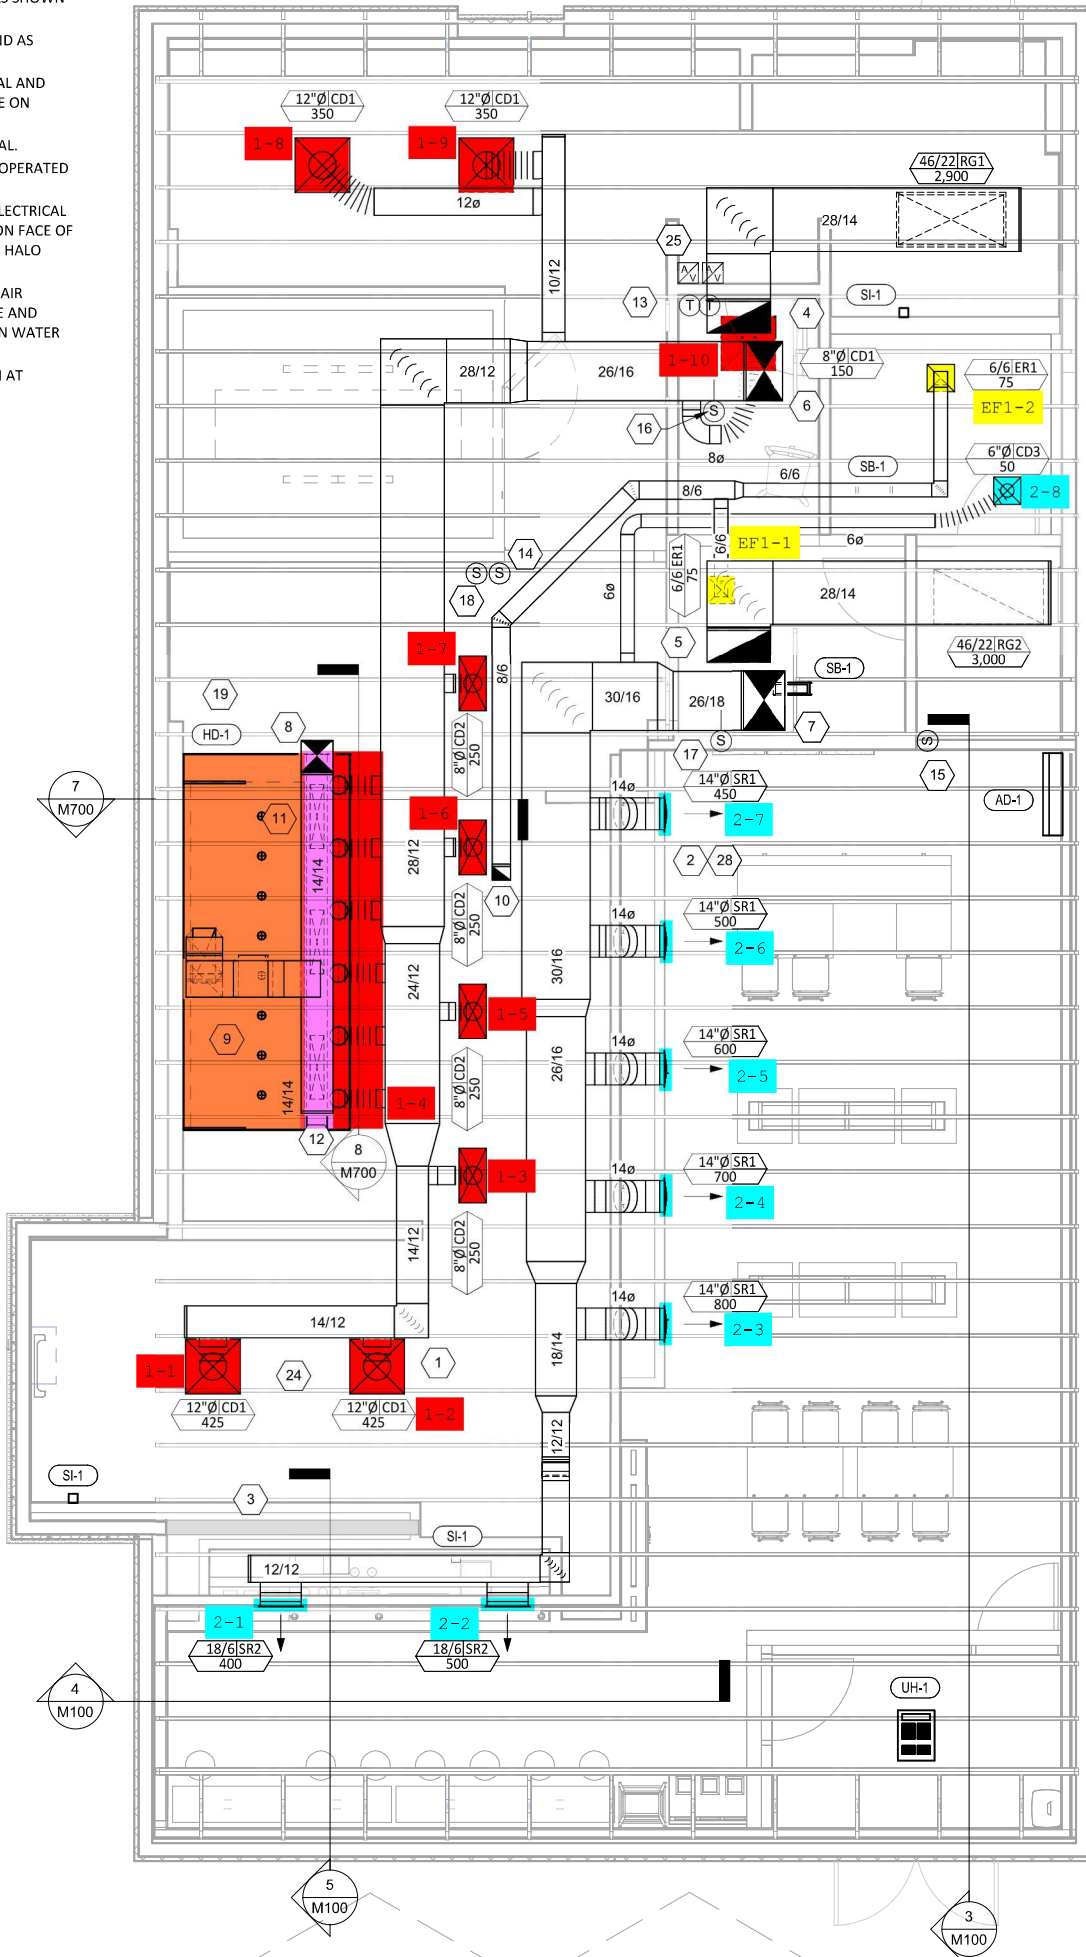 S SHOWN
ND AS
AL AND
E ON
AL.
OPERATED
LECTRICAL
ON FACE OF
HALO
AIR
E AND
N WATER
N AT
12"Ø CD1
350
12"Ø CD1
350
1-8
1-9
12ø
10/12
46/22 RG1
2,900
28/14
25
A/V
A/V
13
T
T
4
SI-1
1-10
8"Ø CD1
150
28/12
26/16
6
16
S
8ø
6/6 ER1
75
EF1-2
SB-1
6/6
8/6
6"Ø CD3
50
2-8
6/6
EF1-1
6ø
14
S
S
18
6ø
6/6 ER1
75
28/14
5
46/22 RG2
3,000
1-7
8/6
19
HD-1
8
30/16
26/18
SB-1
7
S
17
S
15
8"Ø CD2
250
7
M700
14ø
14"Ø SR1
450
2-7
AD-1
11
14/14
1-6
28/12
2
28
10
8"Ø CD2
250
14ø
14"Ø SR1
500
2-6
30/16
24/12
1-5
9
14ø
14"Ø SR1
600
2-5
26/16
8"Ø CD2
250
14/14
1-4
12
8
M700
1-3
14ø
14"Ø SR1
700
2-4
14/12
8"Ø CD2
250
14ø
14"Ø SR1
800
2-3
14/12
18/14
1-1
24
1
12"Ø CD1
425
12"Ø CD1
425
1-2
12/12
SI-1
3
SI-1
12/12
2-1
2-2
18/6 SR2
400
18/6 SR2
500
4
M100
UH-1
5
M100
3
M100